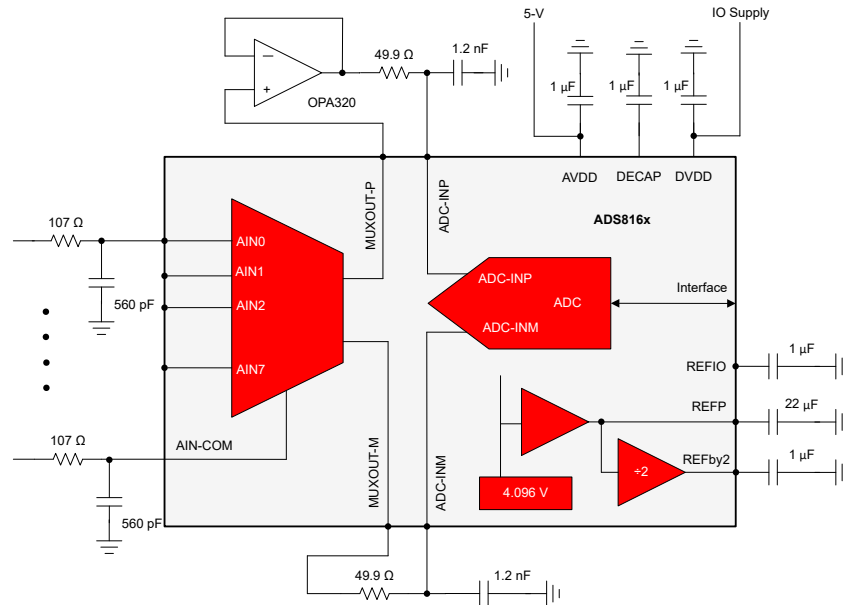 5-V
IO Supply
49.9 Ω
1.2 nF
−
+
OPA320
1 µF
1 µF
1 µF
AVDD
DECAP
DVDD
MUXOUT-P
ADC-INP
ADS816x
107 Ω
560 pF
AIN0
AIN1
AIN2
AIN7
ADC-INP
ADC
ADC-INM
Interface
REFIO
1 µF
REFP
22 µF
REFby2
1 µF
÷2
4.096 V
107 Ω
AIN-COM
560 pF
MUXOUT-M
ADC-INM
49.9 Ω
1.2 nF